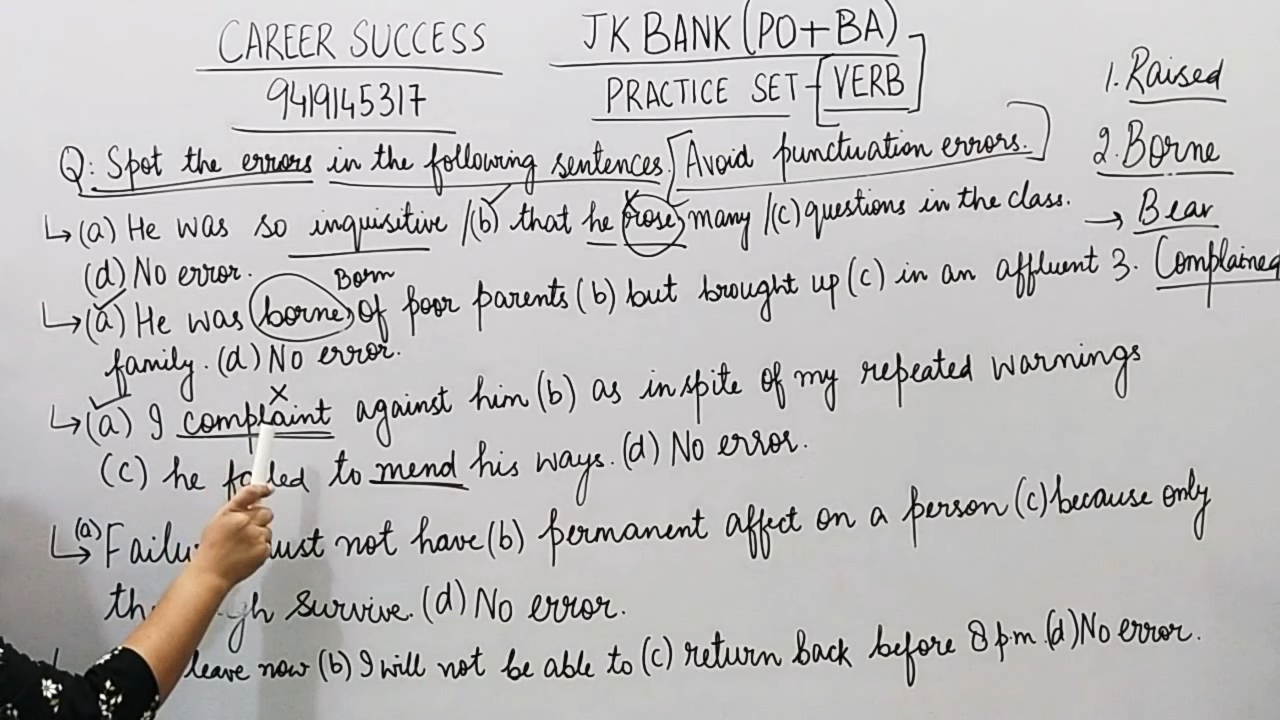 CAREER SUCCESS
JK BANK (PO+BA)
9419145317
PRACTICE SET - VERB
1. Raised
2. Borne
→ Bear
3. Complained
Q: Spot the errors in the following sentences. [Avoid punctuation errors.]
↳ (a) He was so inquisitive /(b) that he rose many /(c) questions in the class.
(d) No error.
Born
↳ (a) He was borne of poor parents (b) but brought up (c) in an affluent
family. (d) No error.
x
↳ (a) I complaint against him (b) as inspite of my repeated warnings
(c) he failed to mend his ways. (d) No error.
↳ (a) Failure must not have (b) permanent affect on a person (c) because only
survive. (d) No error.
leave now (b) I will not be able to (c) return back before 8 pm. (d) No error.